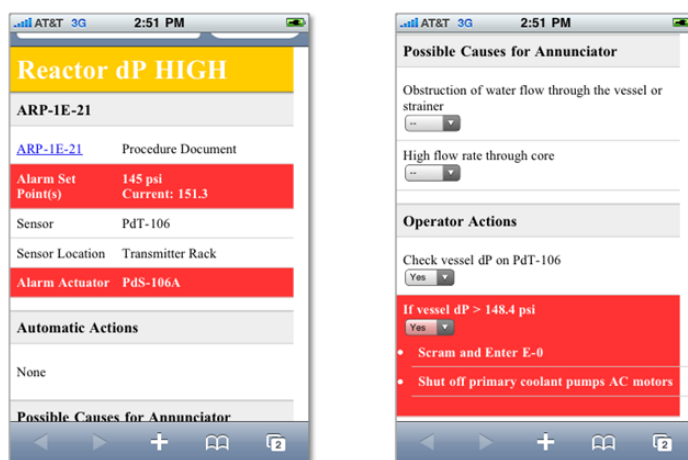 AT&T 3G 2:51 PM
Reactor dP HIGH
ARP-1E-21
ARP-1E-21 Procedure Document
Alarm Set Point(s) 145 psi
Current: 151.3
Sensor PdT-106
Sensor Location Transmitter Rack
Alarm Actuator PdS-106A
Automatic Actions
None
Possible Causes for Annunciator
2
AT&T 3G 2:51 PM
Possible Causes for Annunciator
Obstruction of water flow through the vessel or
strainer
--
High flow rate through core
--
Operator Actions
Check vessel dP on PdT-106
Yes
If vessel dP > 148.4 psi
Yes
• Scram and Enter E-0
• Shut off primary coolant pumps AC motors
2